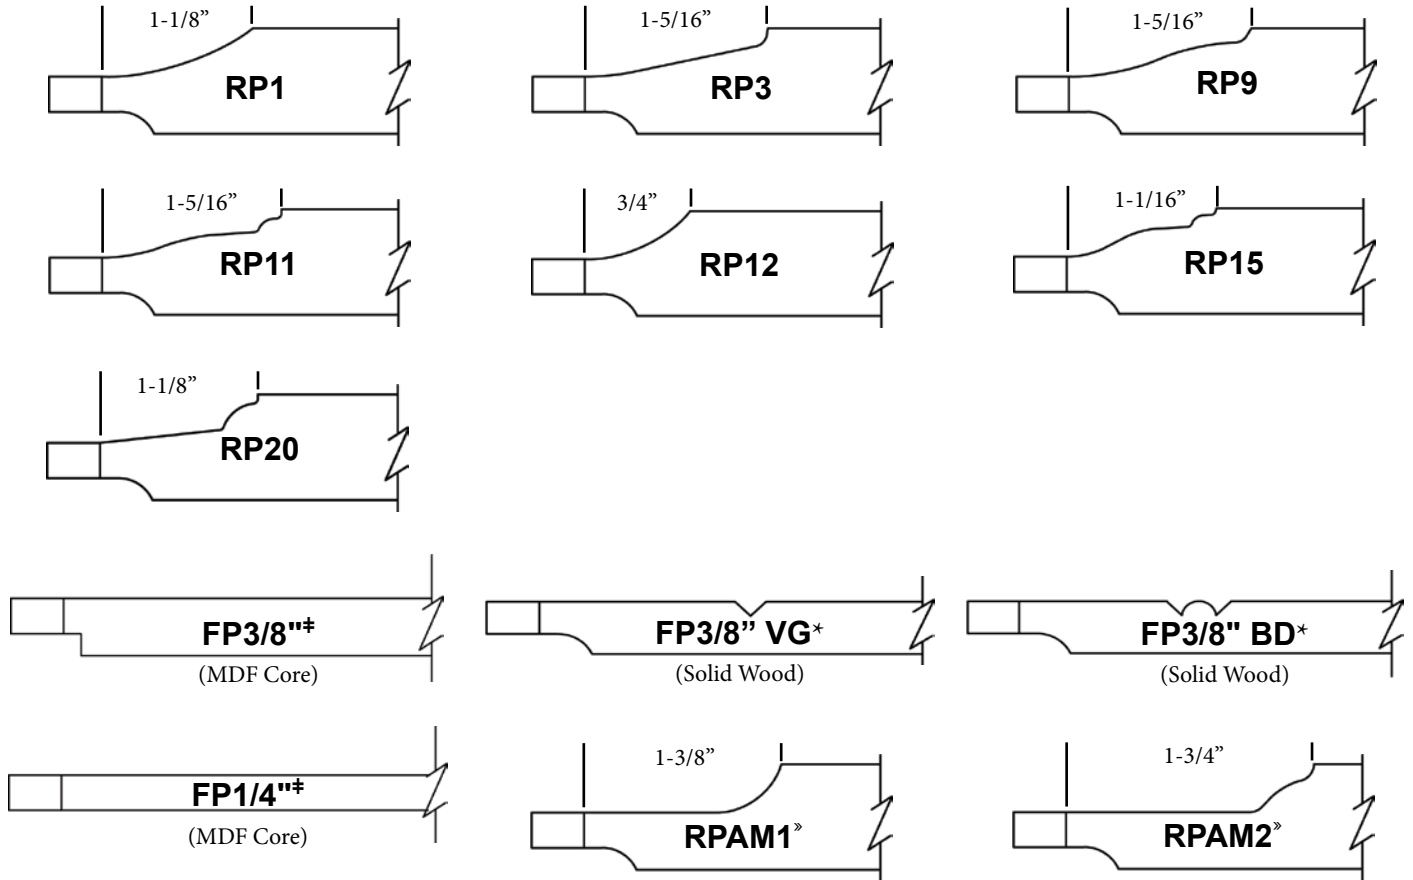 1-1/8” 1-5/16” 1-5/16”
RP1 RP3 RP9
1-5/16” 3/4” 1-1/16”
RP11 RP12 RP15
1-1/8”
RP20
FP3/8"‡ FP3/8” VG* FP3/8" BD*
(MDF Core) (Solid Wood) (Solid Wood)
1-3/8” 1-3/4”
FP1/4"‡ RPAM1» RPAM2»
(MDF Core)